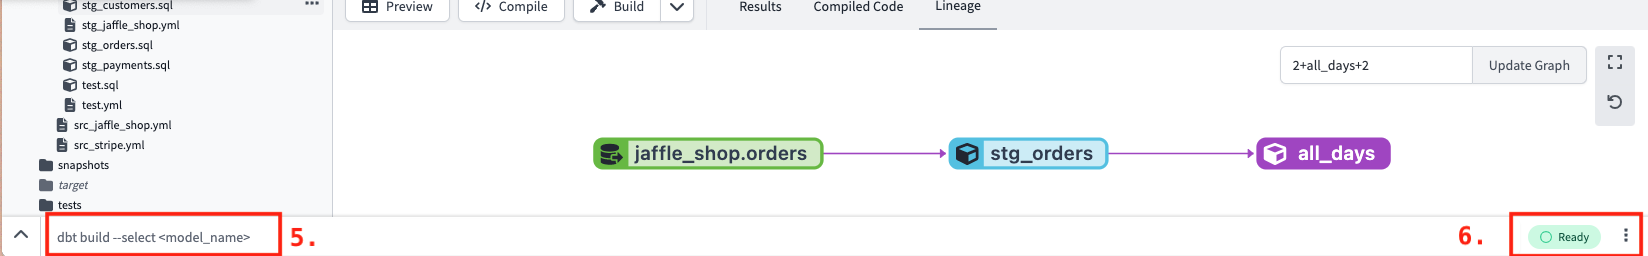 stg_customers.sql
Preview
Compile
Build
Results
Compiled Code
Lineage
stg_jaffle_shop.yml
stg_orders.sql
stg_payments.sql
test.sql
test.yml
src_jaffle_shop.yml
src_stripe.yml
snapshots
target
tests
2+all_days+2
Update Graph
jaffle_shop.orders
stg_orders
all_days
dbt build --select <model_name>
5.
6.
Ready